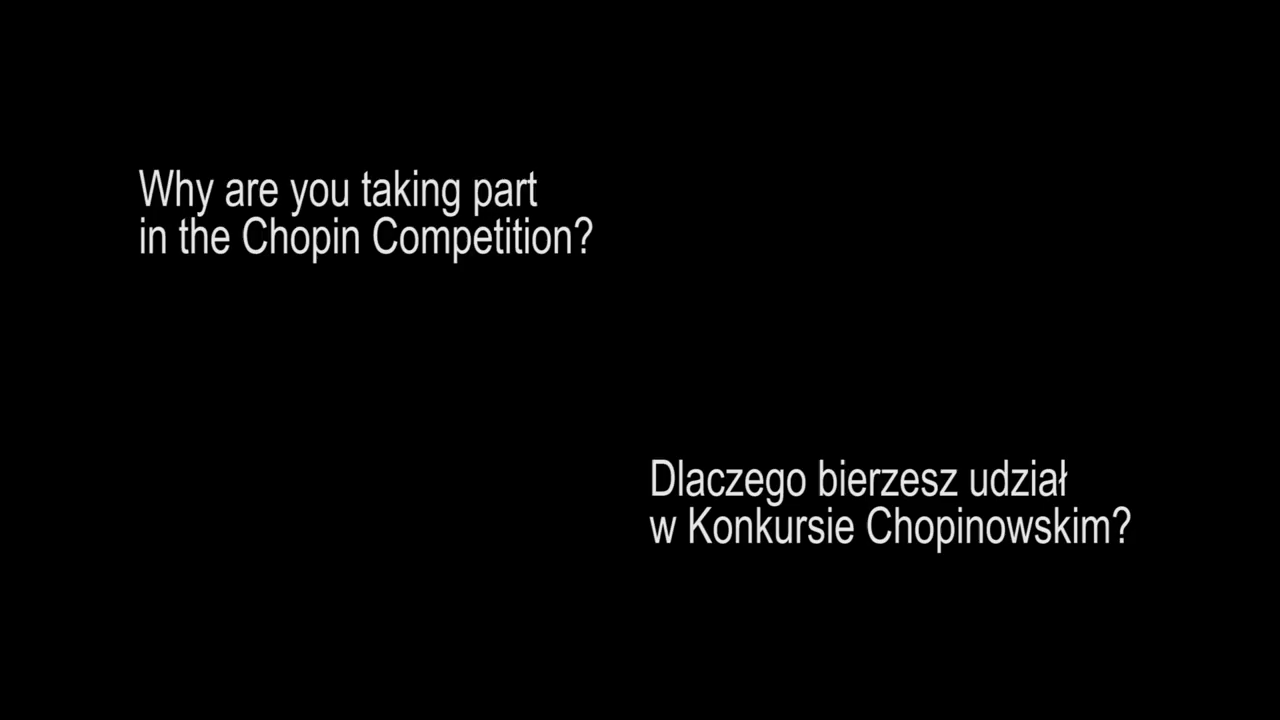 Why are you taking part
in the Chopin Competition?
Dlaczego bierzesz udział
w Konkursie Chopinowskim?